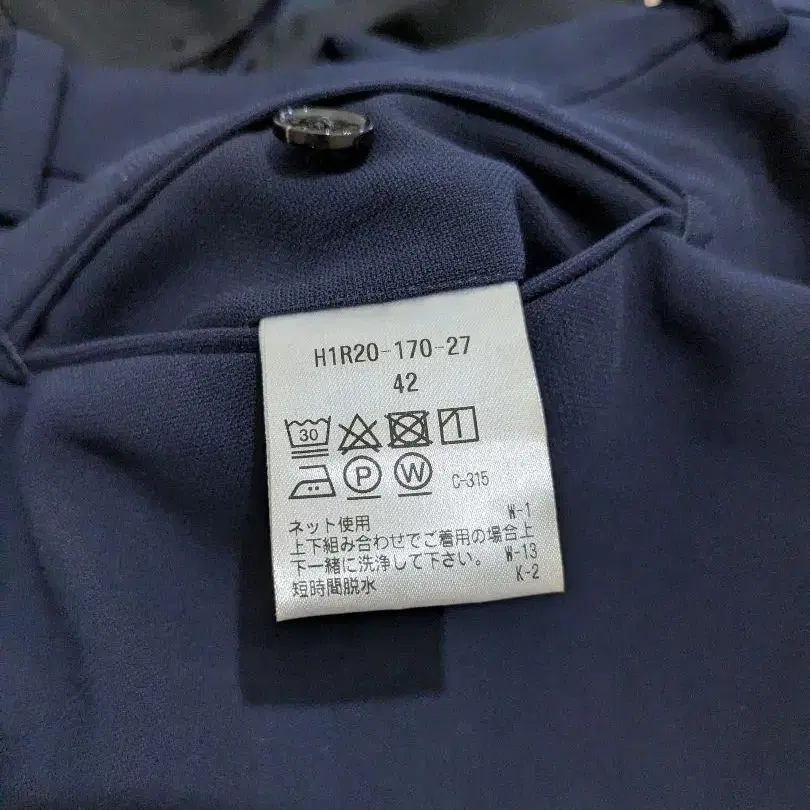 H1R20-170-27
42
30
P W C-315
ネット使用 W-1
上下組み合わせでご着用の場合上
下一緒に洗浄して下さい。 W-13
短時間脱水 K-2